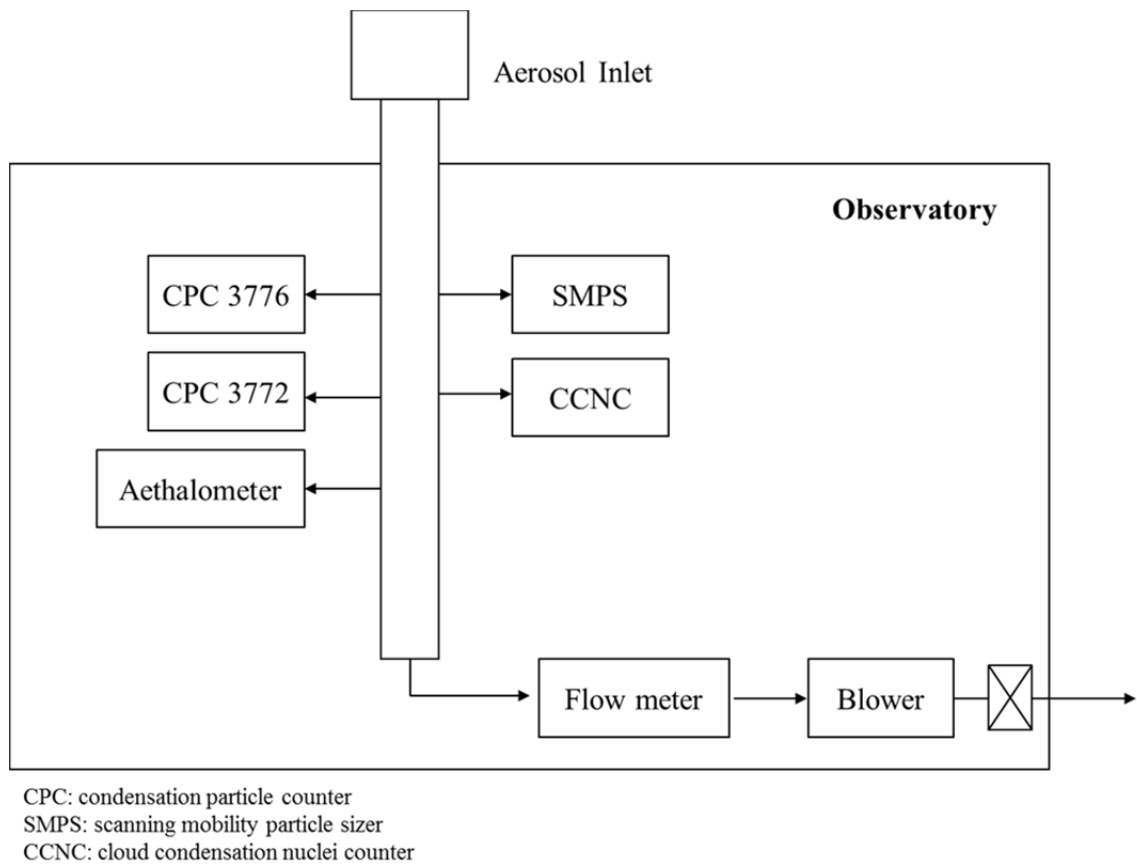 Aerosol Inlet
Observatory
CPC 3776
SMPS
CPC 3772
CCNC
Aethalometer
Flow meter
Blower
CPC: condensation particle counter
SMPS: scanning mobility particle sizer
CCNC: cloud condensation nuclei counter